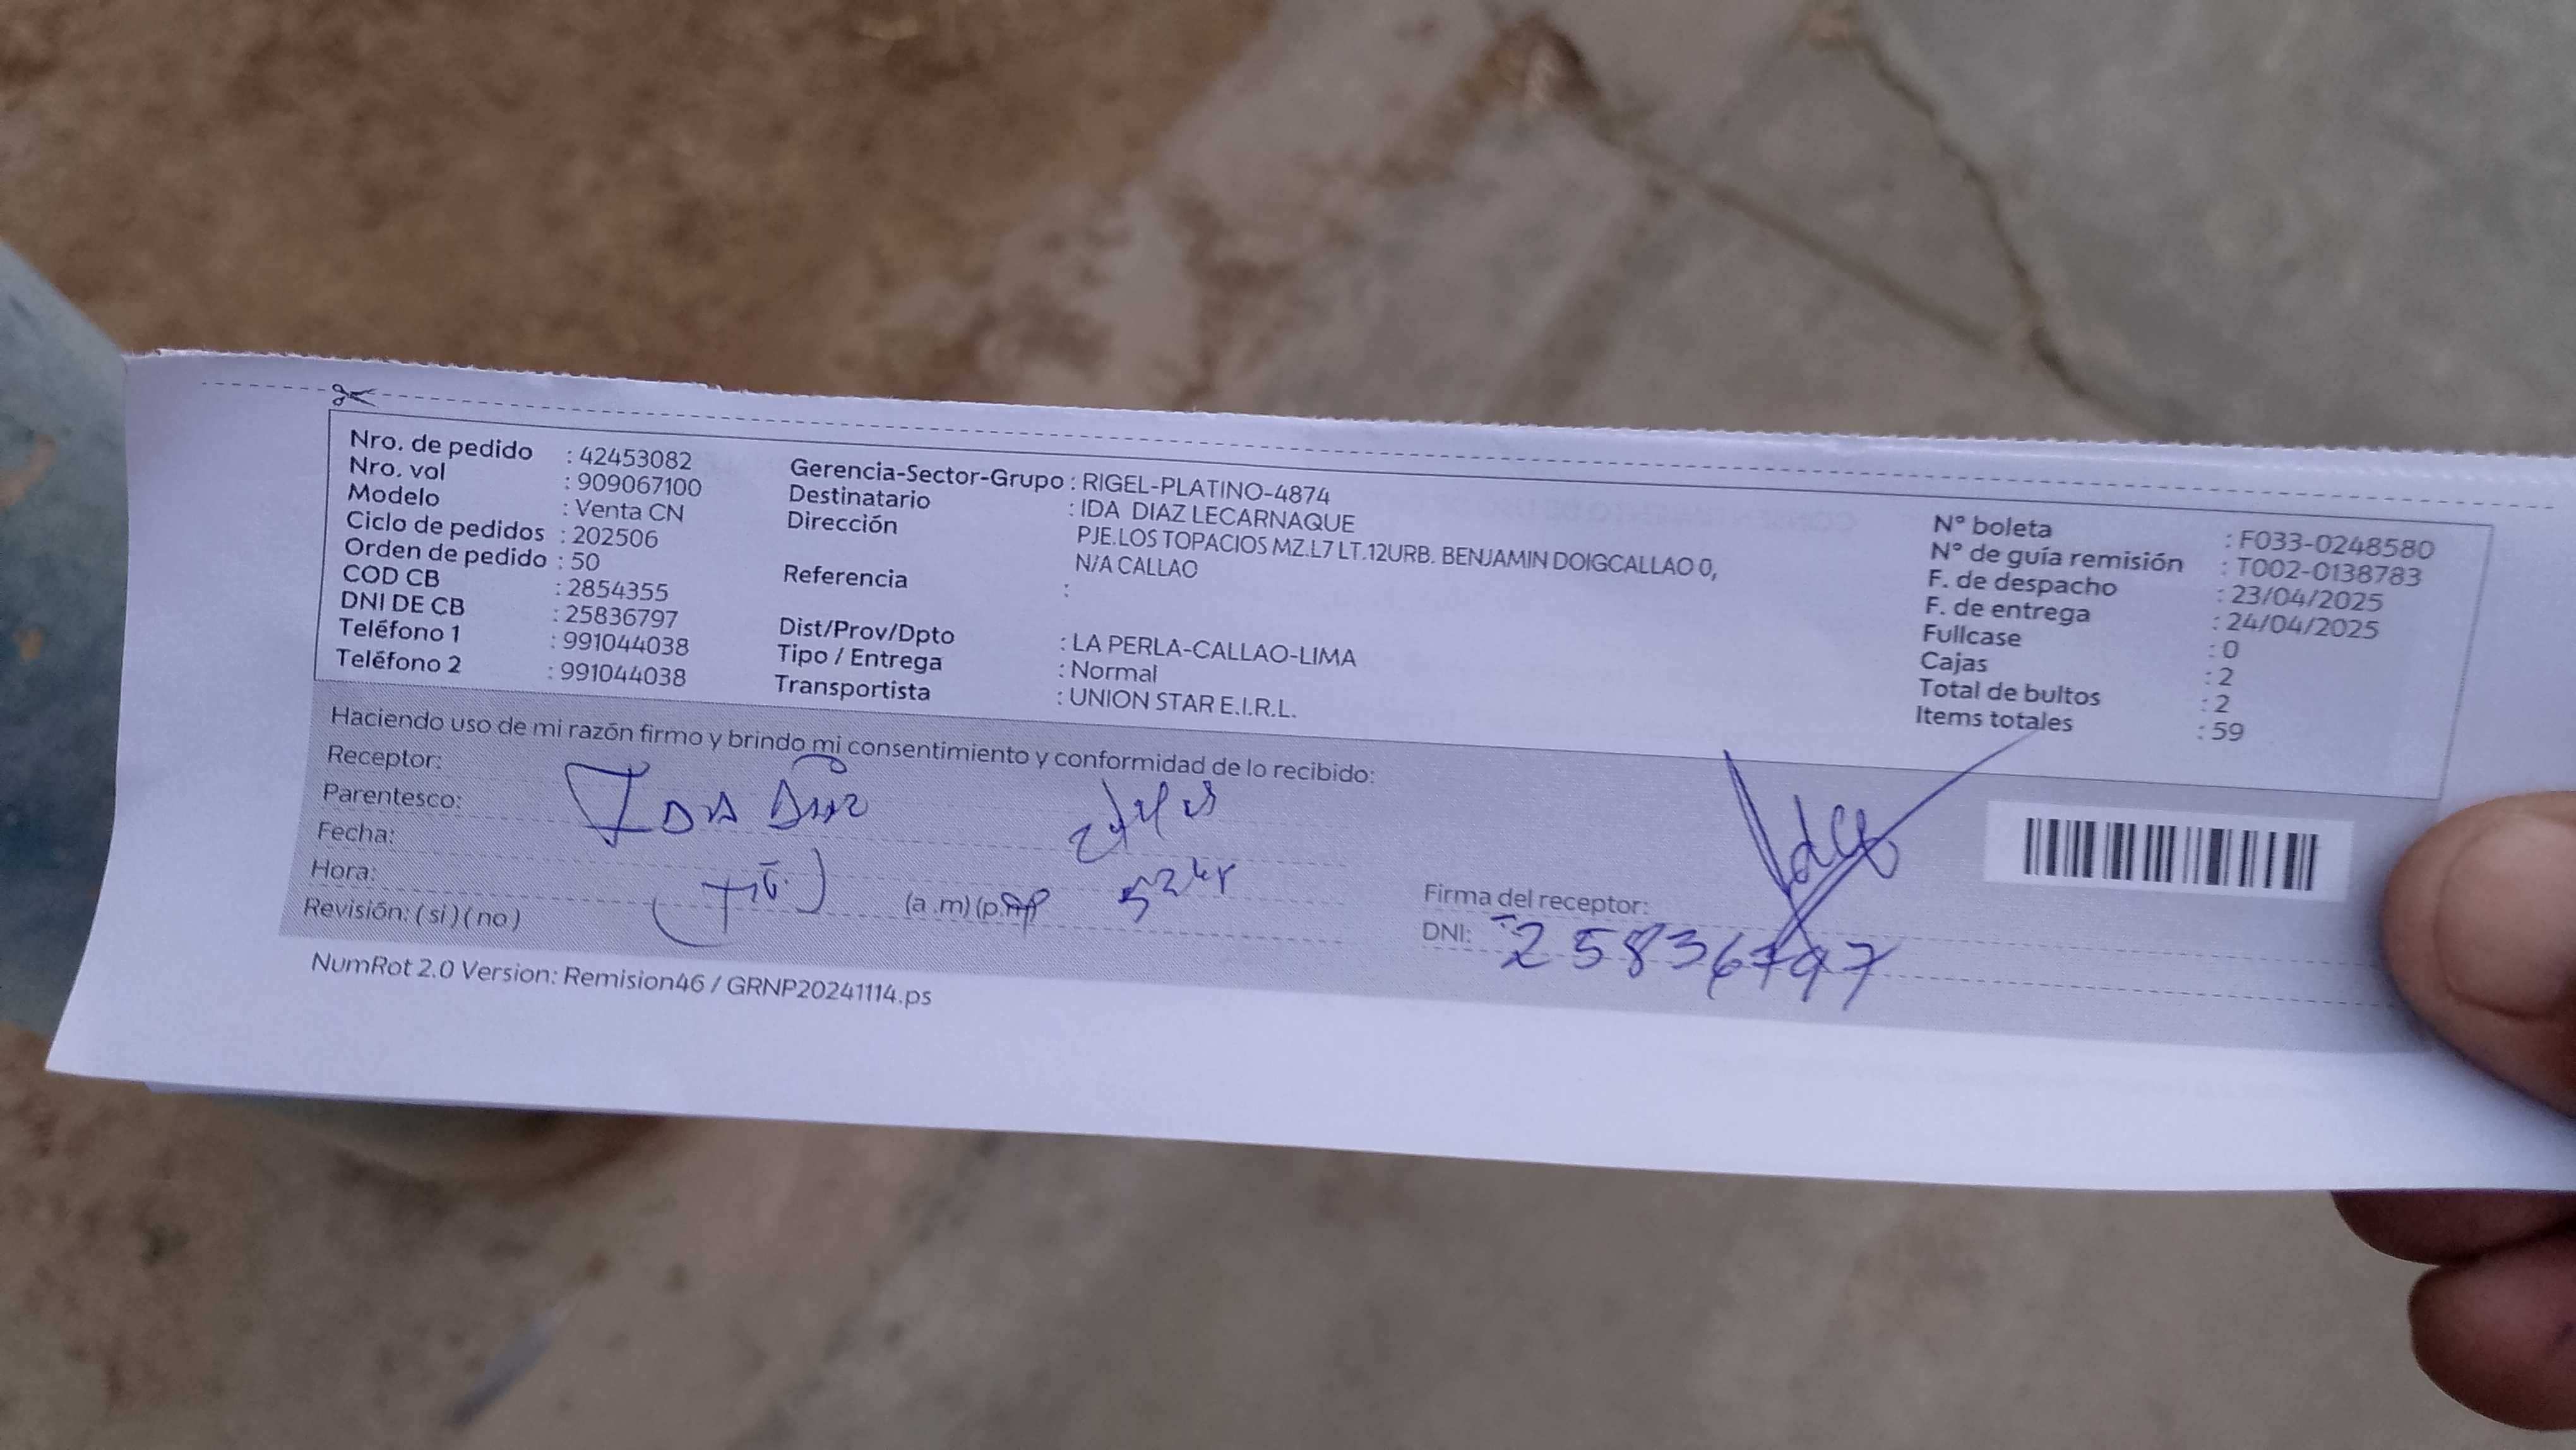 Nro. de pedido : 42453082
Nro. vol : 909067100
Modelo : Venta CN
Ciclo de pedidos : 202506
Orden de pedido : 50
COD CB : 2854355
DNI DE CB : 25836797
Teléfono 1 : 991044038
Teléfono 2 : 991044038
Gerencia-Sector-Grupo : RIGEL-PLATINO-4874
Destinatario : IDA DIAZ LECARNAQUE
Dirección PJE.LOS TOPACIOS MZ.L7 LT.12URB. BENJAMIN DOIGCALLAO 0,
N/A CALLAO
Referencia :
Dist/Prov/Dpto : LA PERLA-CALLAO-LIMA
Tipo / Entrega : Normal
Transportista : UNION STAR E.I.R.L.
N° boleta : F033-0248580
N° de guía remisión : T002-0138783
F. de despacho : 23/04/2025
F. de entrega : 24/04/2025
Fullcase : 0
Cajas : 2
Total de bultos : 2
Items totales : 59
Haciendo uso de mi razón firmo y brindo mi consentimiento y conformidad de lo recibido:
Receptor:
Parentesco: IDA DIAZ
Fecha:
Hora: (a .m) (p.m)
Revisión: ( si ) ( no )
Firma del receptor:
DNI: 25836797
NumRot 2.0 Version: Remision46 / GRNP20241114.ps